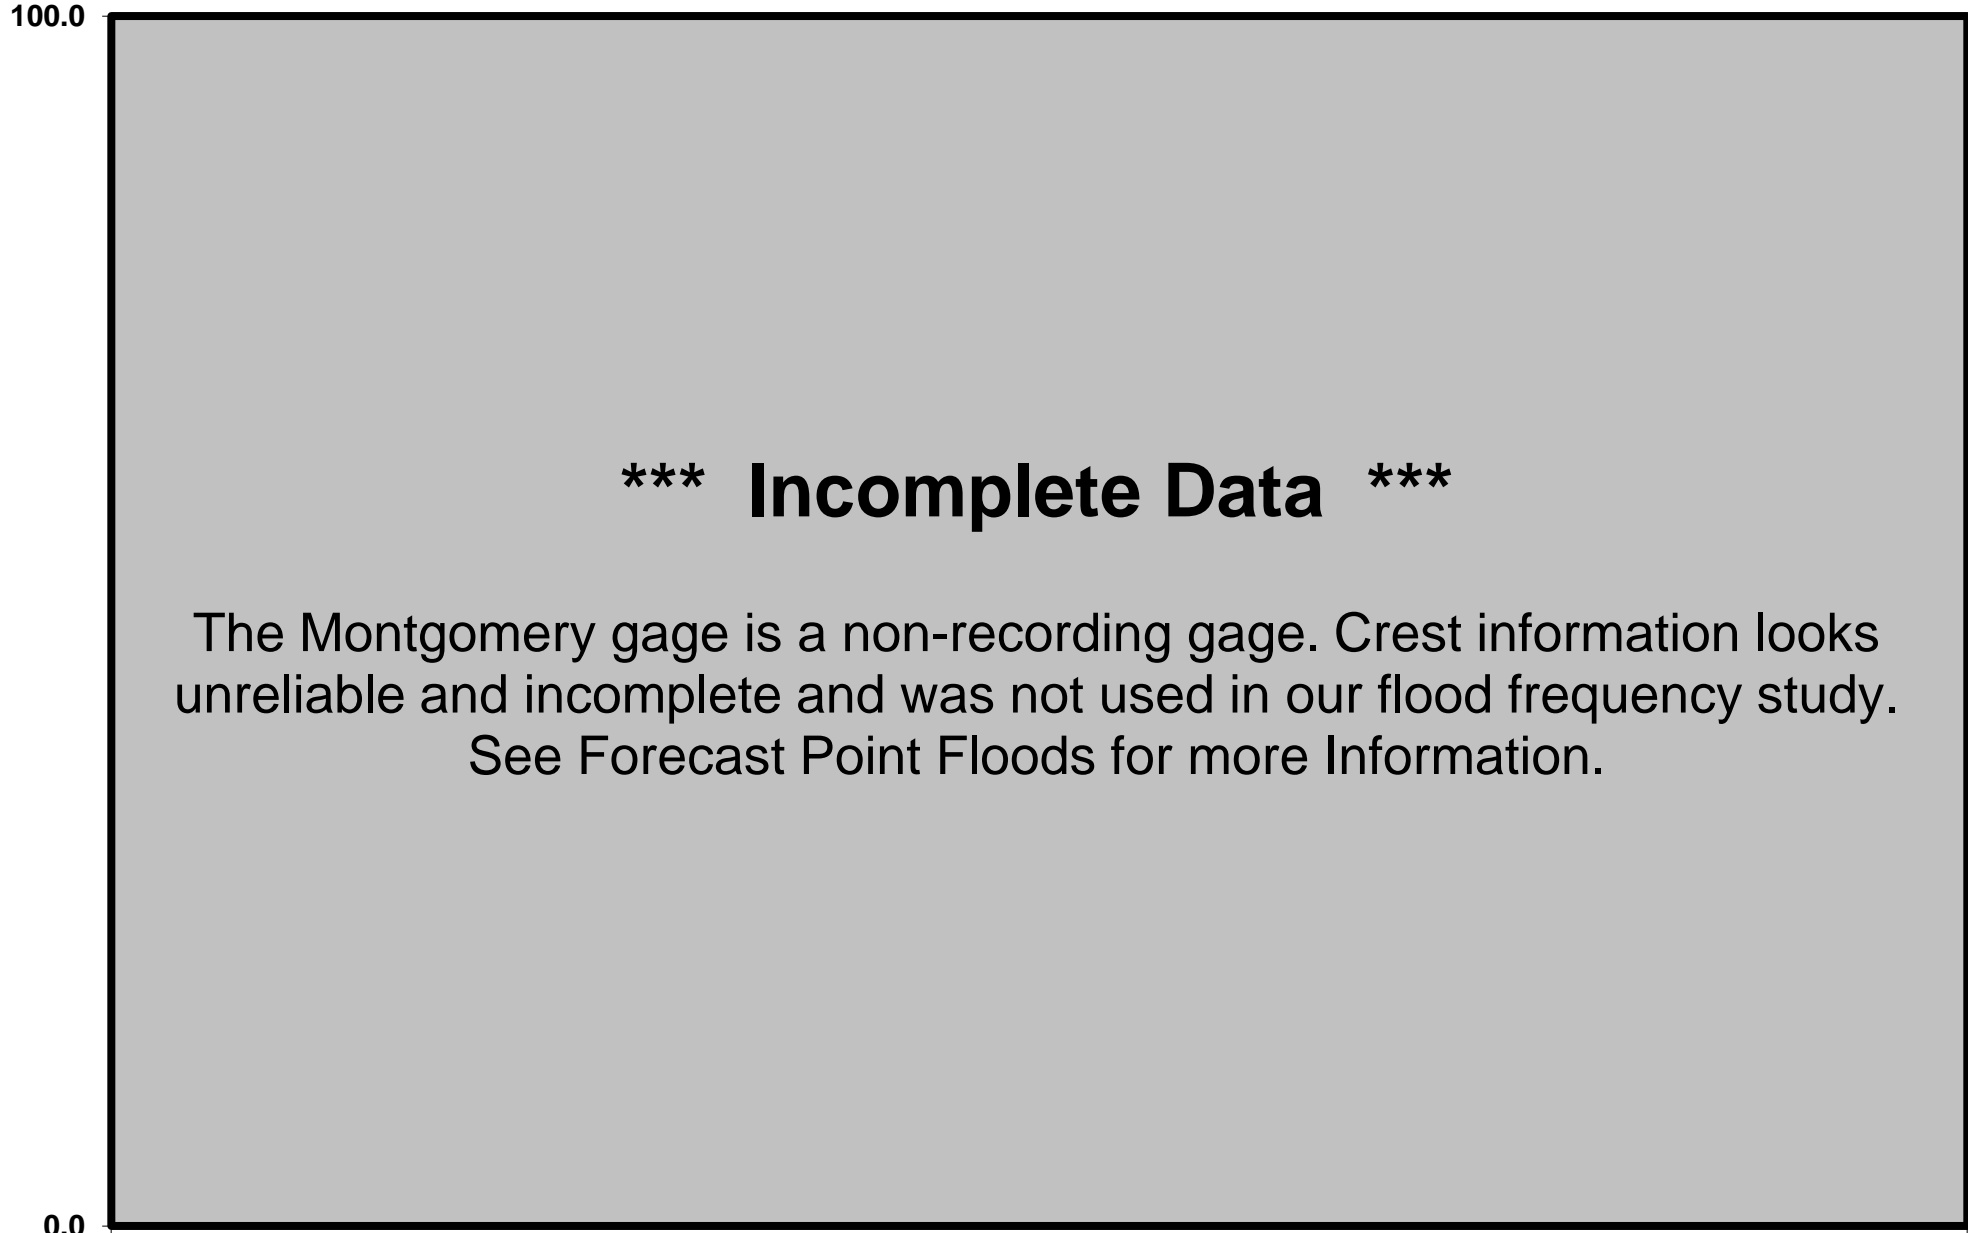 100.0
*** Incomplete Data ***
The Montgomery gage is a non-recording gage. Crest information looks
unreliable and incomplete and was not used in our flood frequency study.
See Forecast Point Floods for more Information.
0.0